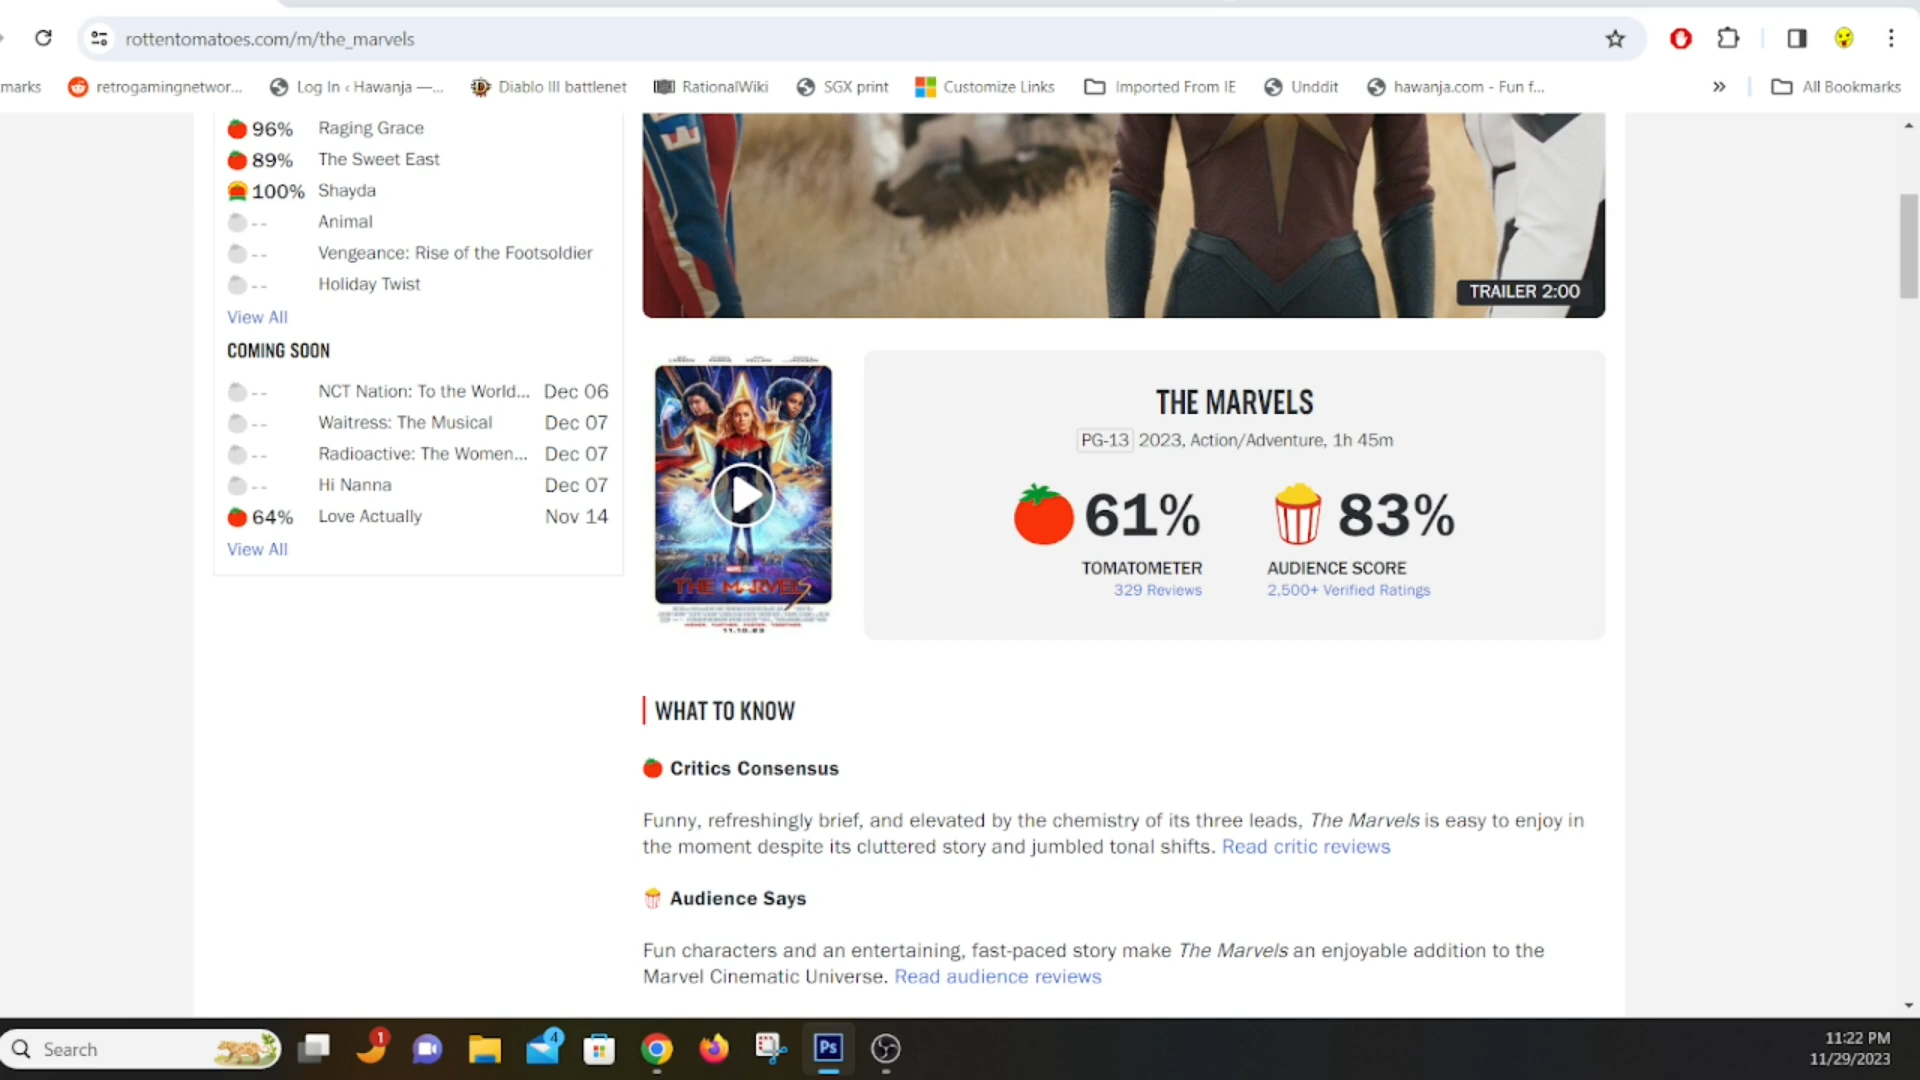 rottentomatoes.com/m/the_marvels
marks
retrogamingnetwor...
Log In ‹ Hawanja —...
Diablo III battlenet
RationalWiki
SGX print
Customize Links
Imported From IE
Unddit
hawanja.com - Fun f...
»
All Bookmarks
96% Raging Grace
89% The Sweet East
100% Shayda
- - Animal
- - Vengeance: Rise of the Footsoldier
- - Holiday Twist
View All
COMING SOON
- - NCT Nation: To the World... Dec 06
- - Waitress: The Musical Dec 07
- - Radioactive: The Women... Dec 07
- - Hi Nanna Dec 07
64% Love Actually Nov 14
View All
TRAILER 2:00
THE MARVELS
11.10.23
THE MARVELS
PG-13 2023, Action/Adventure, 1h 45m
61%
TOMATOMETER
329 Reviews
83%
AUDIENCE SCORE
2,500+ Verified Ratings
WHAT TO KNOW
Critics Consensus
Funny, refreshingly brief, and elevated by the chemistry of its three leads, The Marvels is easy to enjoy in
the moment despite its cluttered story and jumbled tonal shifts. Read critic reviews
Audience Says
Fun characters and an entertaining, fast-paced story make The Marvels an enjoyable addition to the
Marvel Cinematic Universe. Read audience reviews
Search
1
4
Ps
11:22 PM
11/29/2023